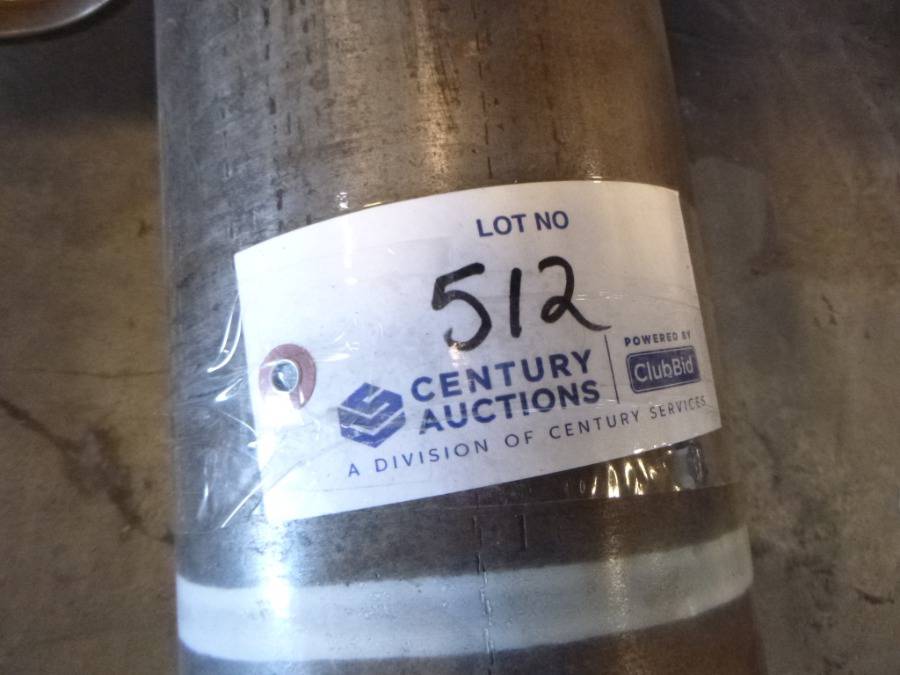 LOT NO
512
CENTURY
AUCTIONS
POWERED BY
ClubBid
A DIVISION OF CENTURY SERVICES